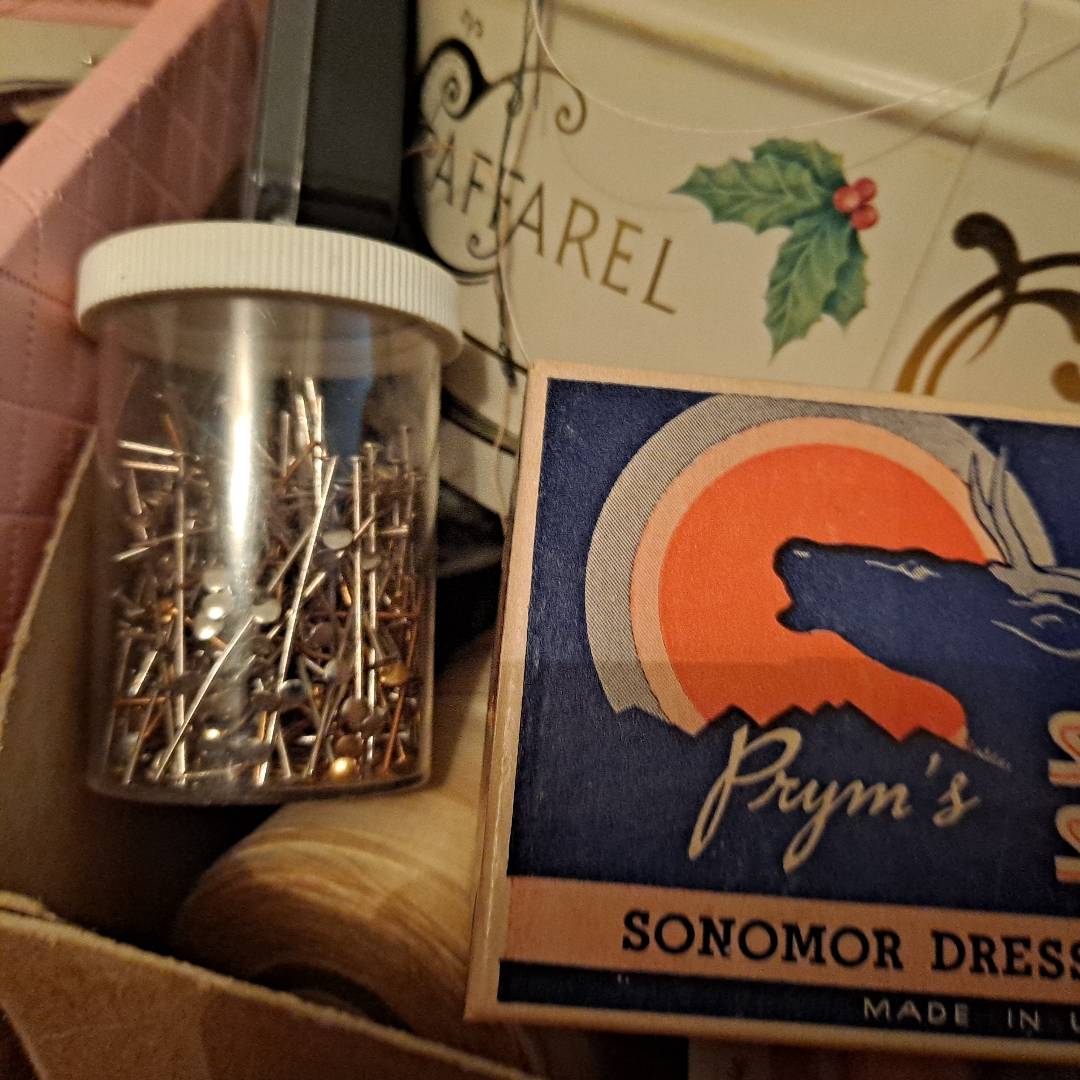 AFFAREL
Prym's
SONOMOR DRESS
MADE IN U